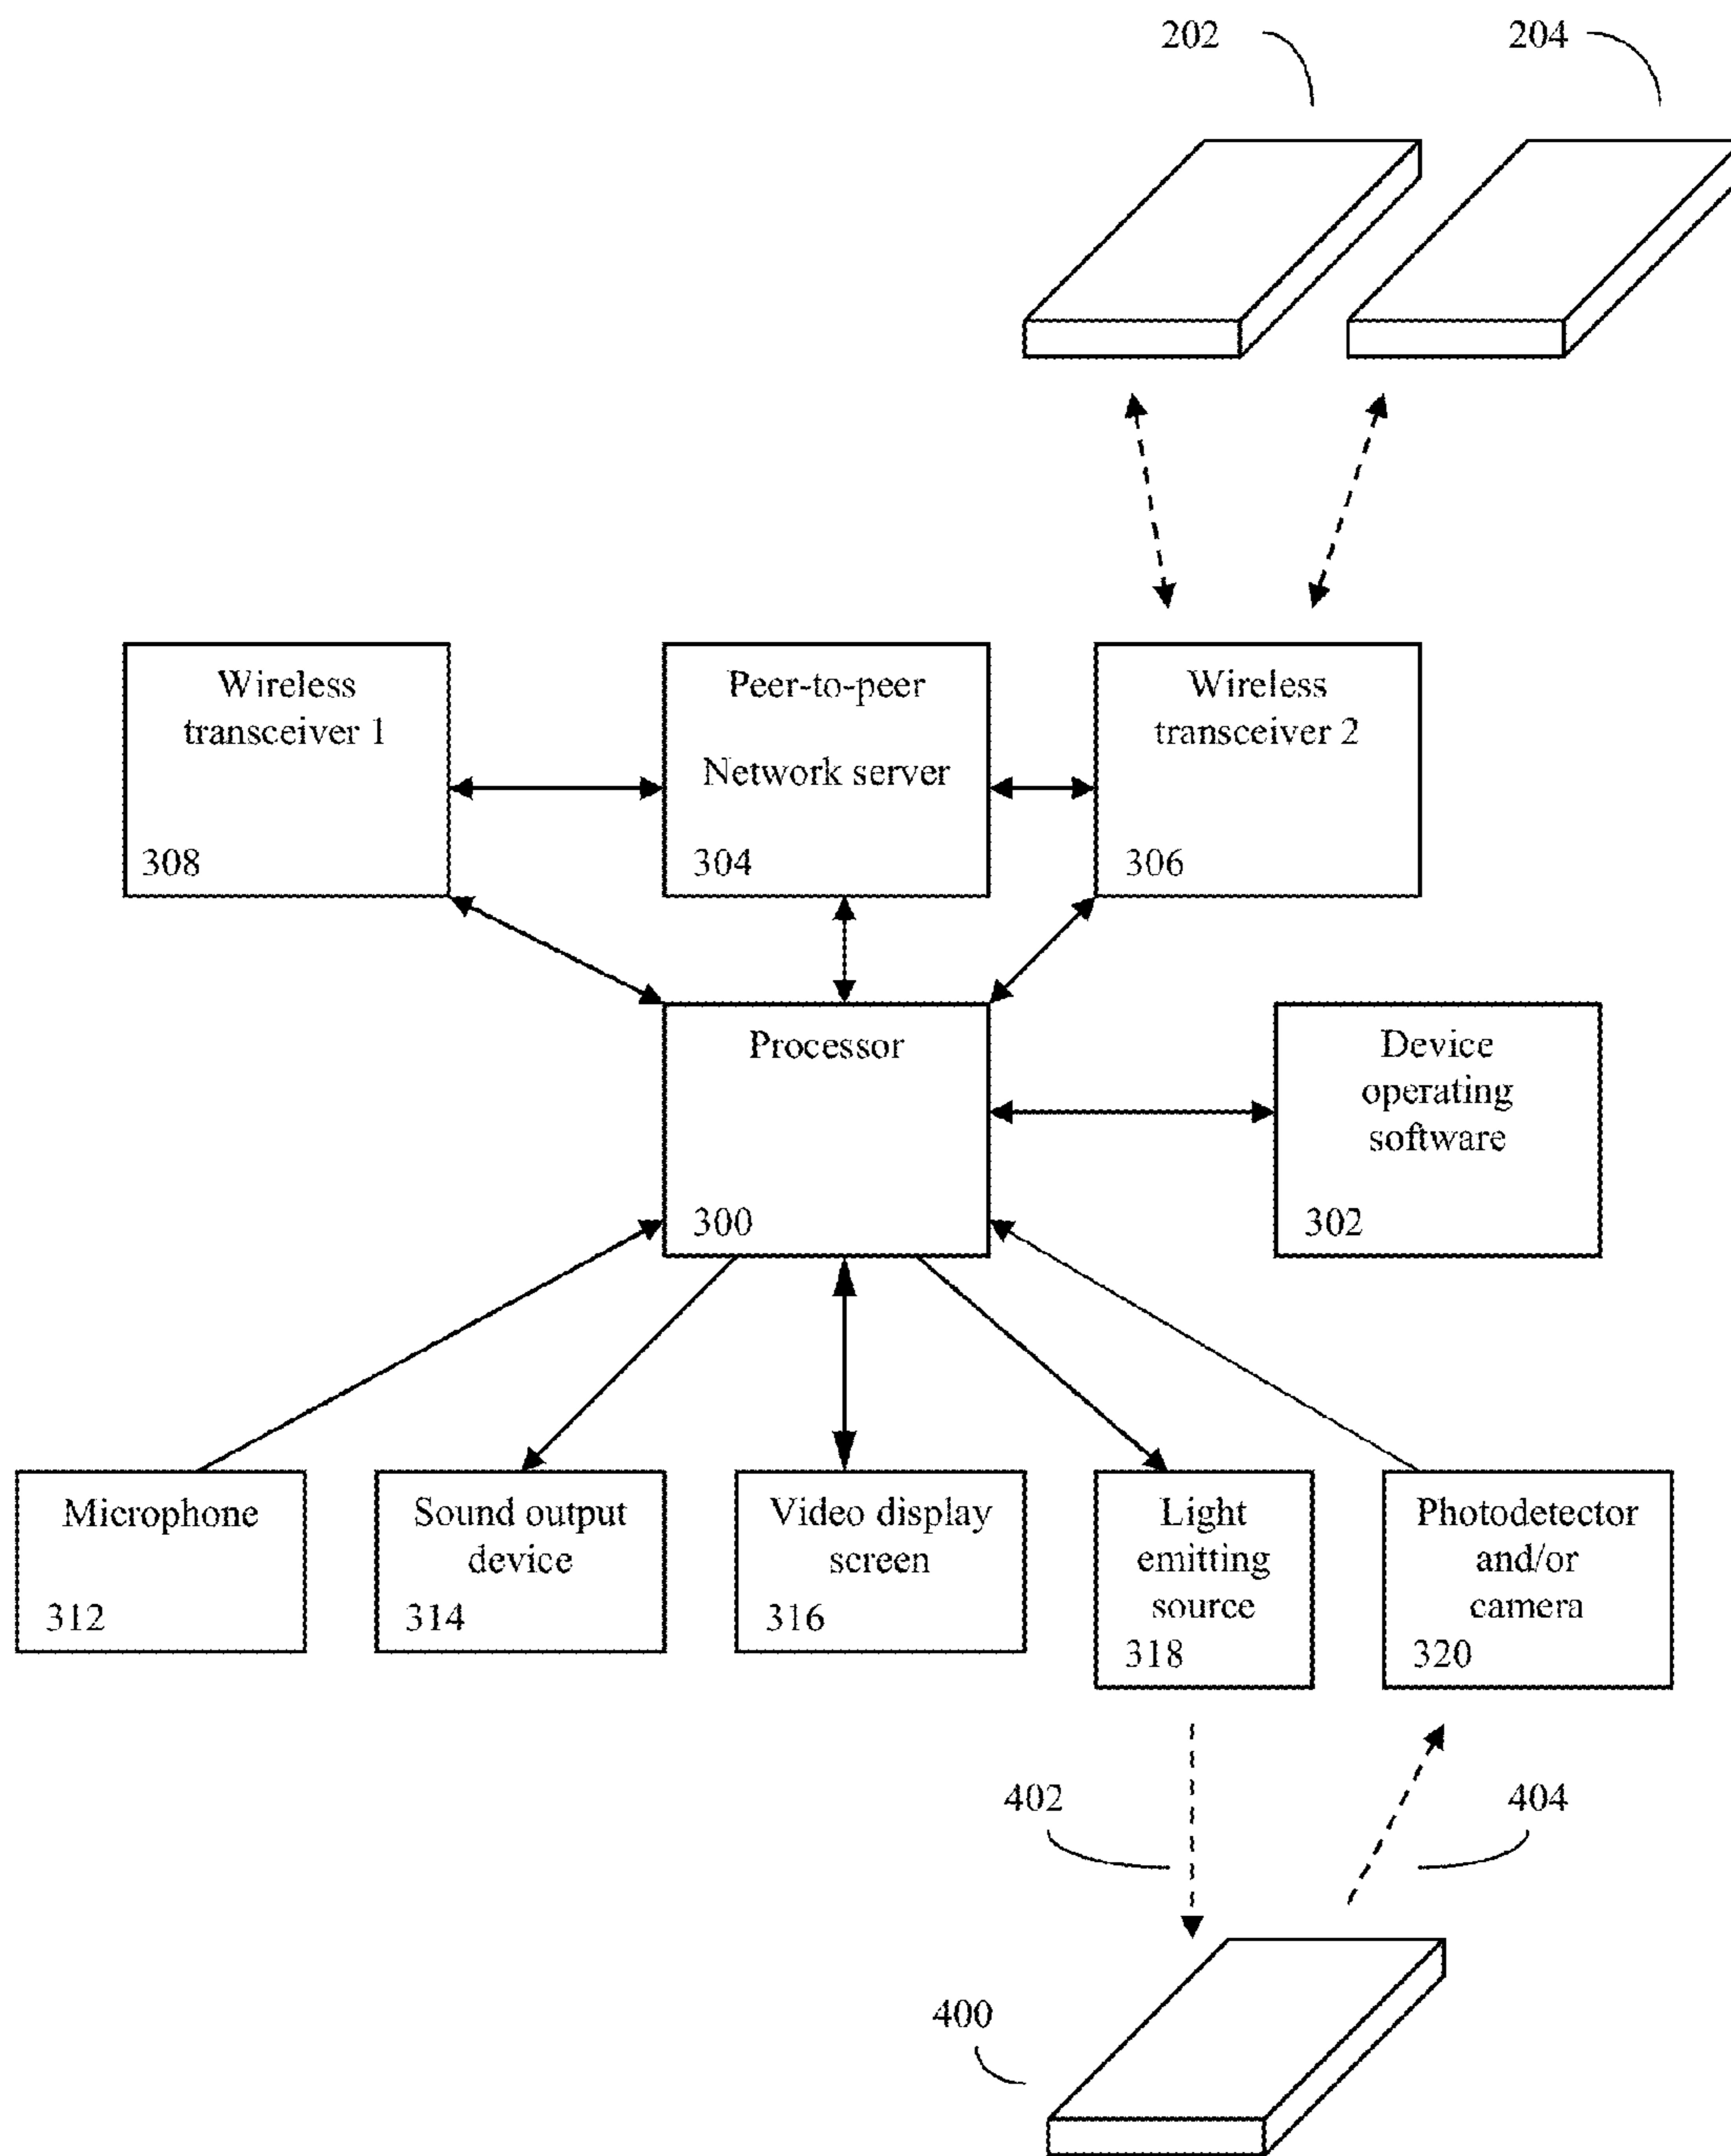 202
204
Wireless
transceiver 1
308
Peer-to-peer
Network server
304
Wireless
transceiver 2
306
Processor
300
Device
operating
software
302
Microphone
312
Sound output
device
314
Video display
screen
316
Light
emitting
source
318
Photodetector
and/or
camera
320
402
404
400